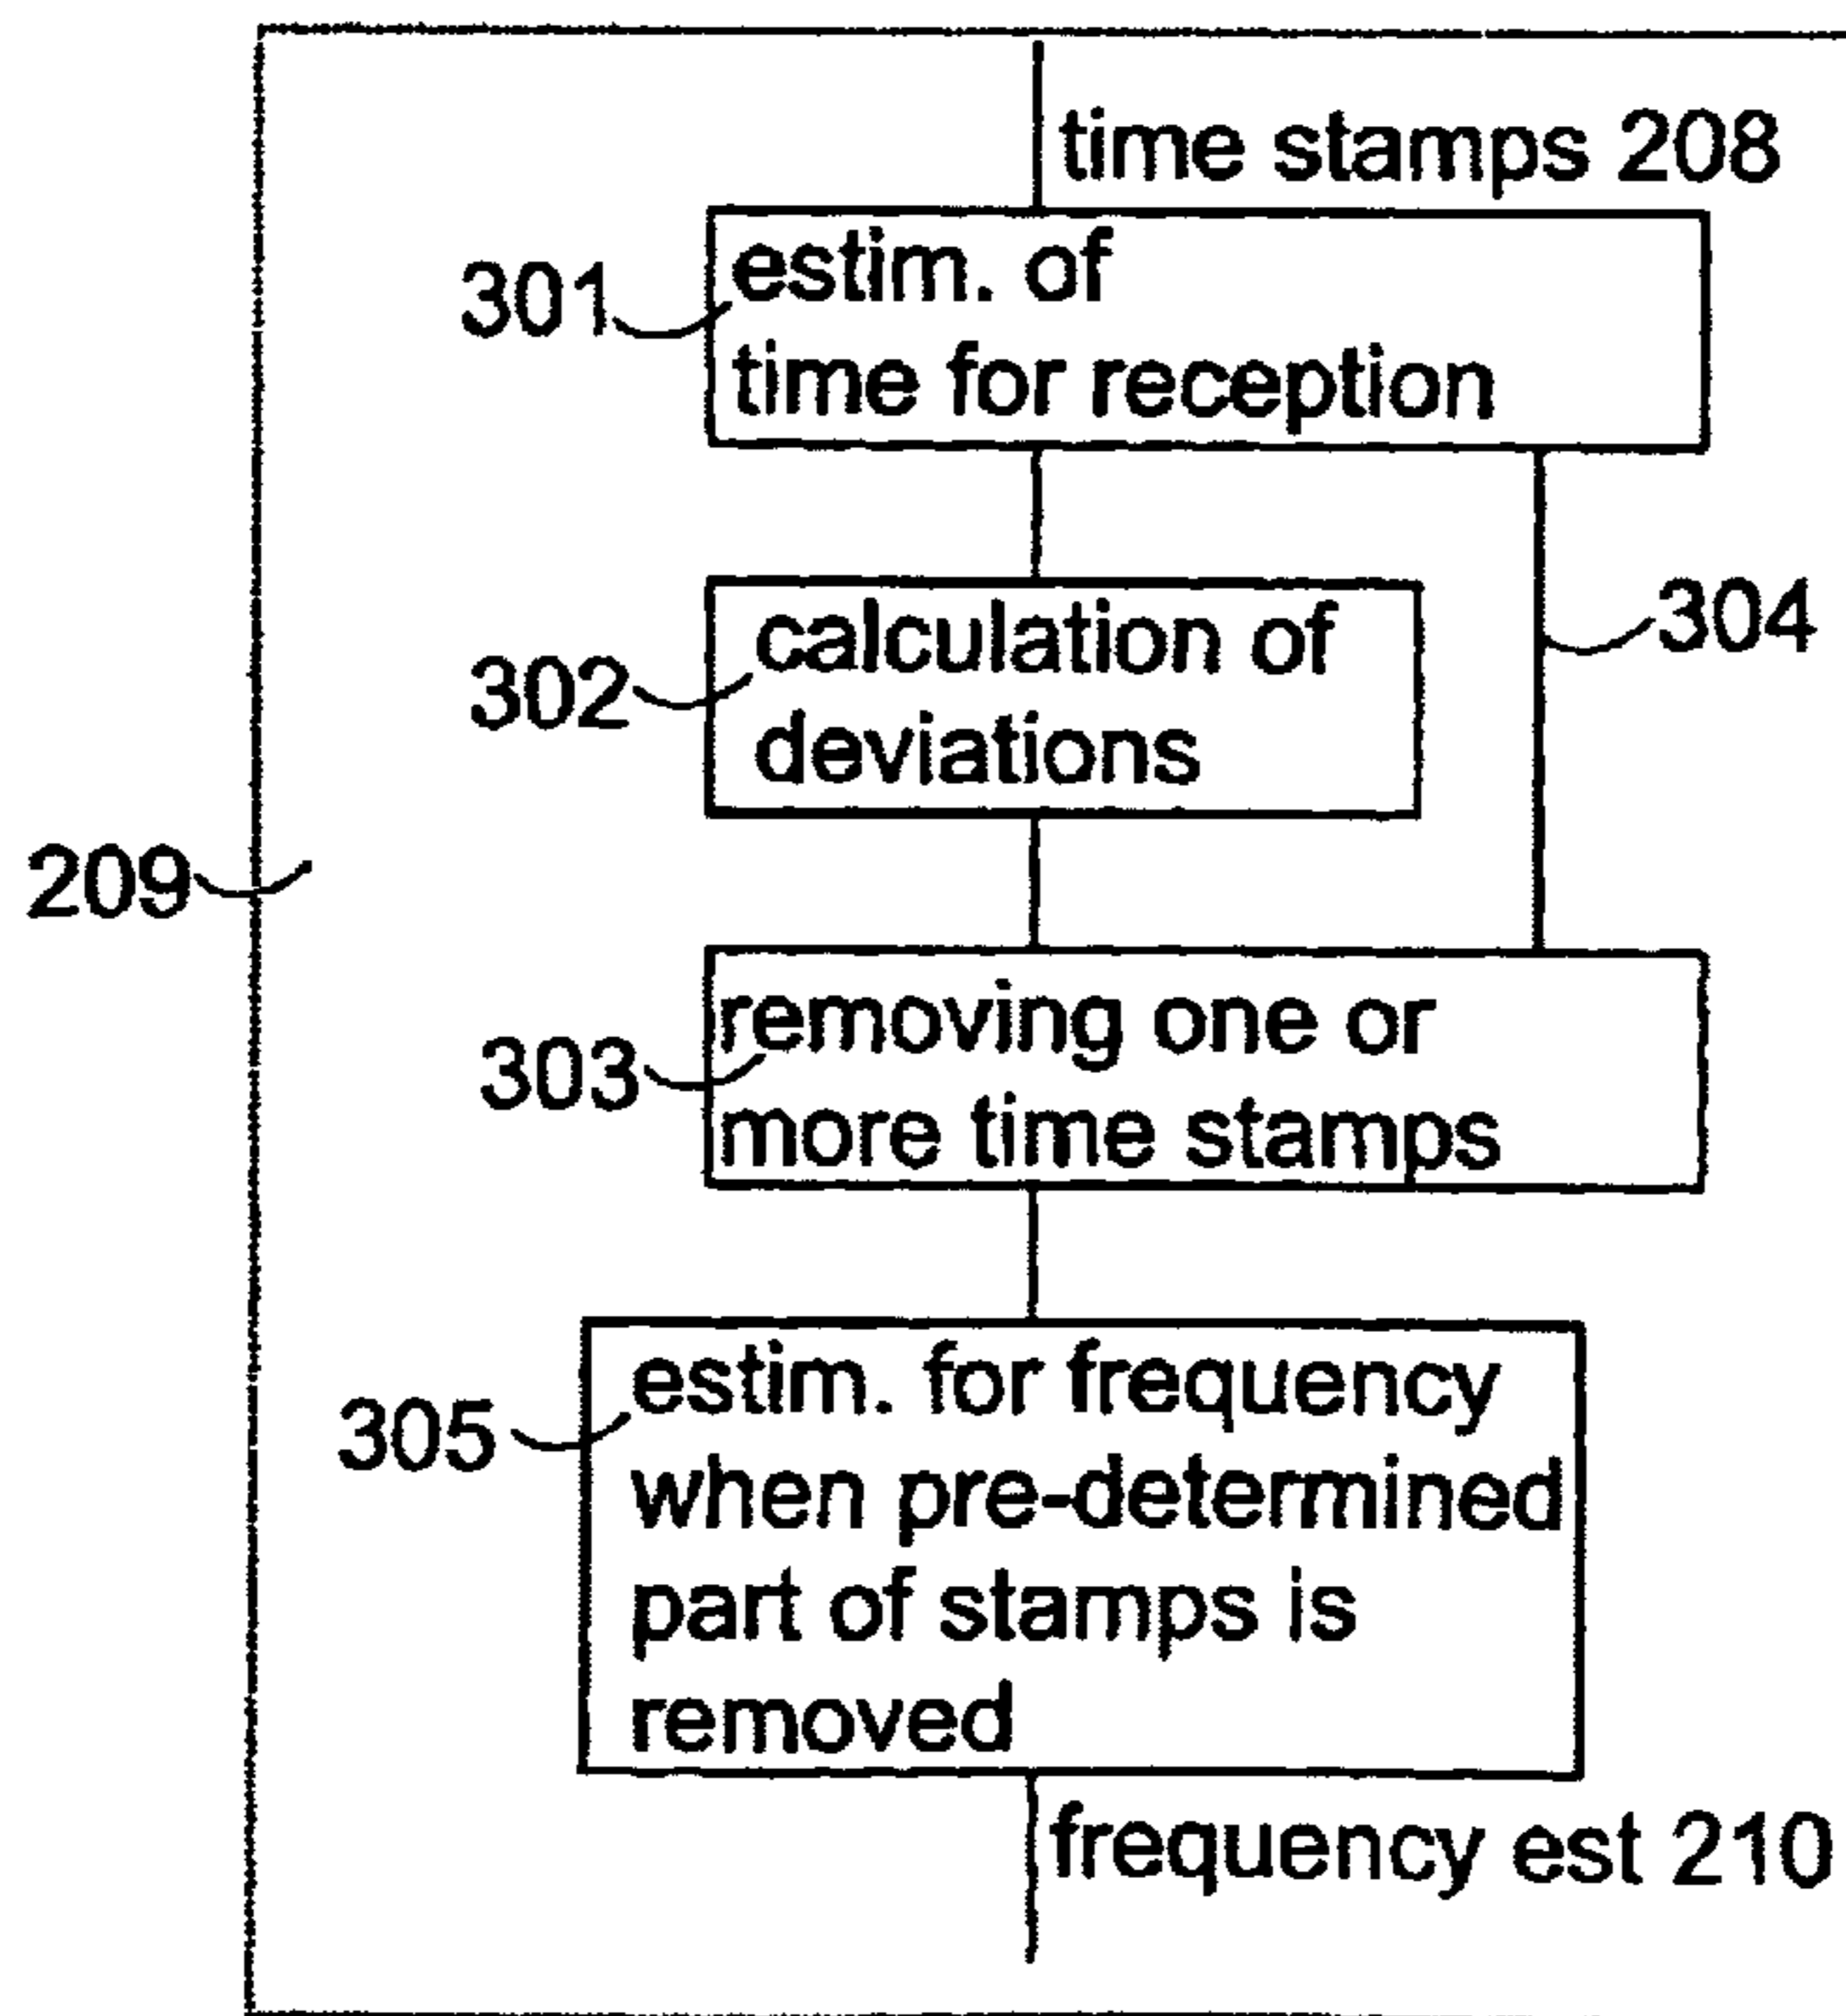 time stamps 208
301
estim. of
time for reception
304
302
calculation of
deviations
209
303
removing one or
more time stamps
305
estim. for frequency
when pre-determined
part of stamps is
removed
frequency est 210